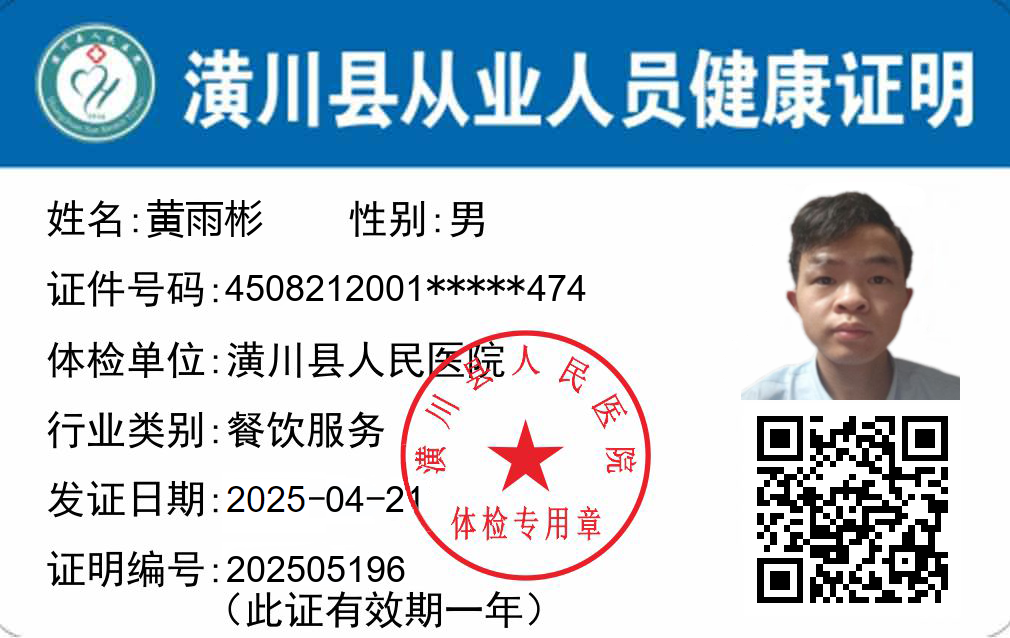 潢川县从业人员健康证明
姓名:黄雨彬 性别:男
证件号码:4508212001*****474
体检单位:潢川县人民医院
行业类别:餐饮服务
发证日期:2025-04-21
证明编号:202505196
(此证有效期一年)
潢川县人民医院
体检专用章